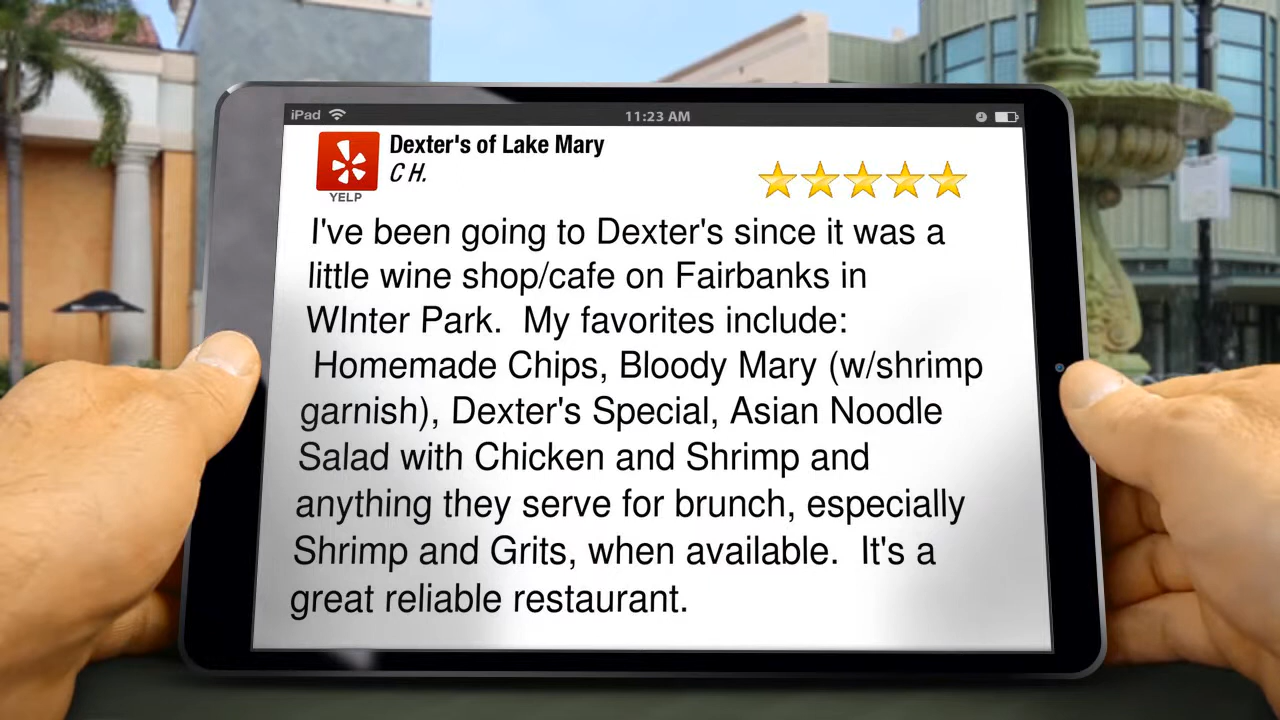 iPad 11:23 AM
Dexter's of Lake Mary
C H.
YELP
I've been going to Dexter's since it was a
little wine shop/cafe on Fairbanks in
WInter Park.  My favorites include:
Homemade Chips, Bloody Mary (w/shrimp
garnish), Dexter's Special, Asian Noodle
Salad with Chicken and Shrimp and
anything they serve for brunch, especially
Shrimp and Grits, when available.  It's a
great reliable restaurant.